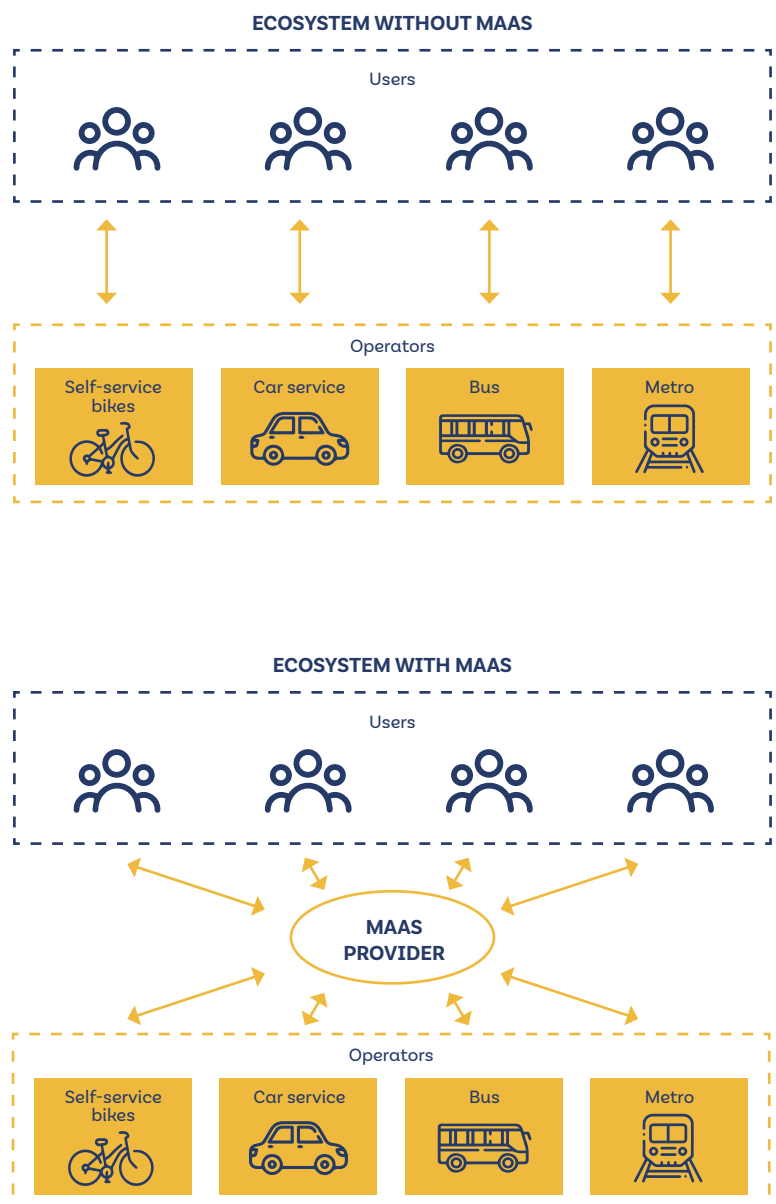 ECOSYSTEM WITHOUT MAAS
Users
Operators
Self-service
bikes
Car service
Bus
Metro
ECOSYSTEM WITH MAAS
Users
MAAS
PROVIDER
Operators
Self-service
bikes
Car service
Bus
Metro